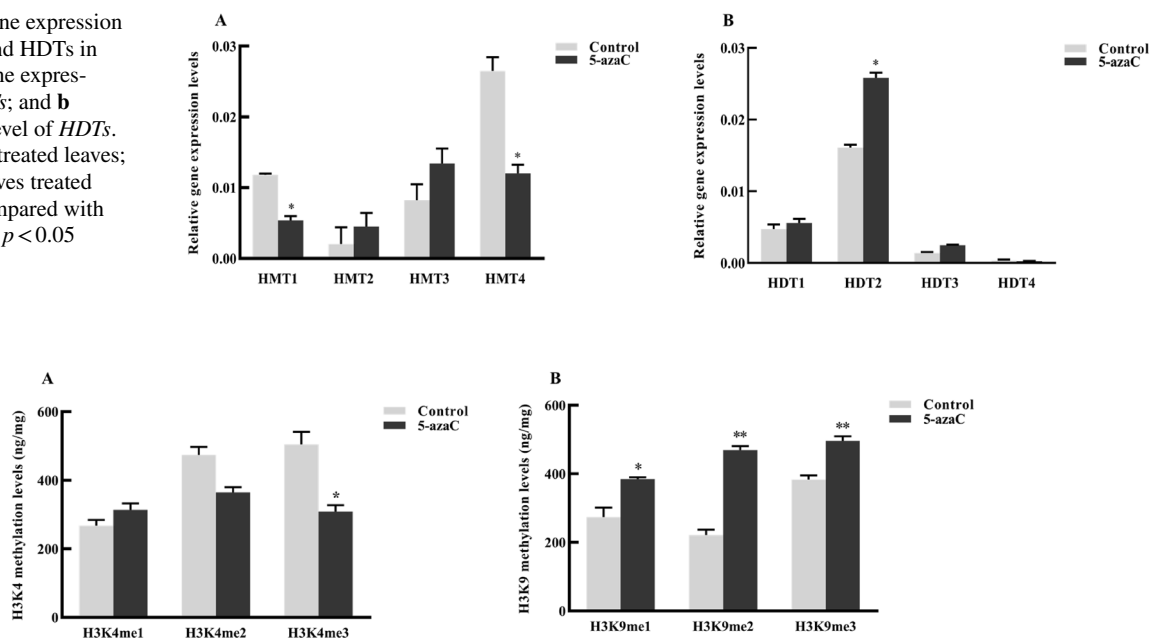 ne expression
nd HDTs in
ne expres-
s; and b
evel of HDTs.
treated leaves;
ves treated
mpared with
p < 0.05
A
Relative gene expression levels
0.03
0.02
0.01
0.00
Control
5-azaC
*
*
HMT1 HMT2 HMT3 HMT4
B
Relative gene expression levels
0.03
0.02
0.01
0.00
Control
5-azaC
*
HDT1 HDT2 HDT3 HDT4
A
H3K4 methylation levels (ng/mg)
600
400
200
0
Control
5-azaC
*
H3K4me1 H3K4me2 H3K4me3
B
H3K9 methylation levels (ng/mg)
600
400
200
0
Control
5-azaC
* ** **
H3K9me1 H3K9me2 H3K9me3